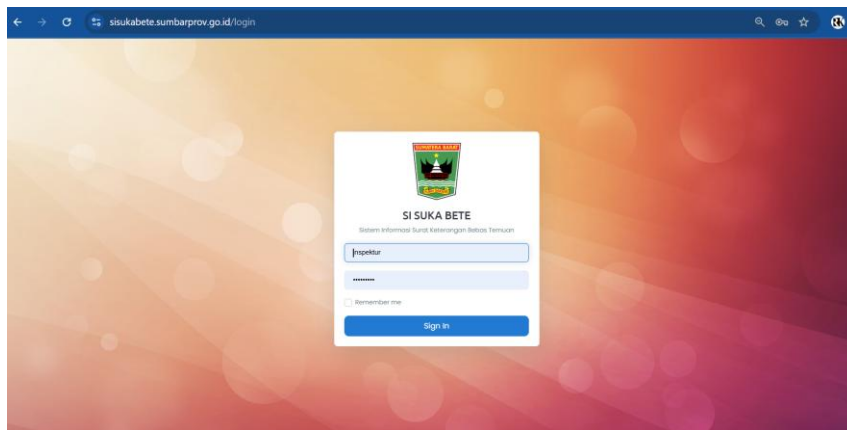 sisukabete.sumbarprov.go.id/login
SUMATERA BARAT
SI SUKA BETE
Sistem Informasi Surat Keterangan Bebas Temuan
inspektur
Remember me
Sign In